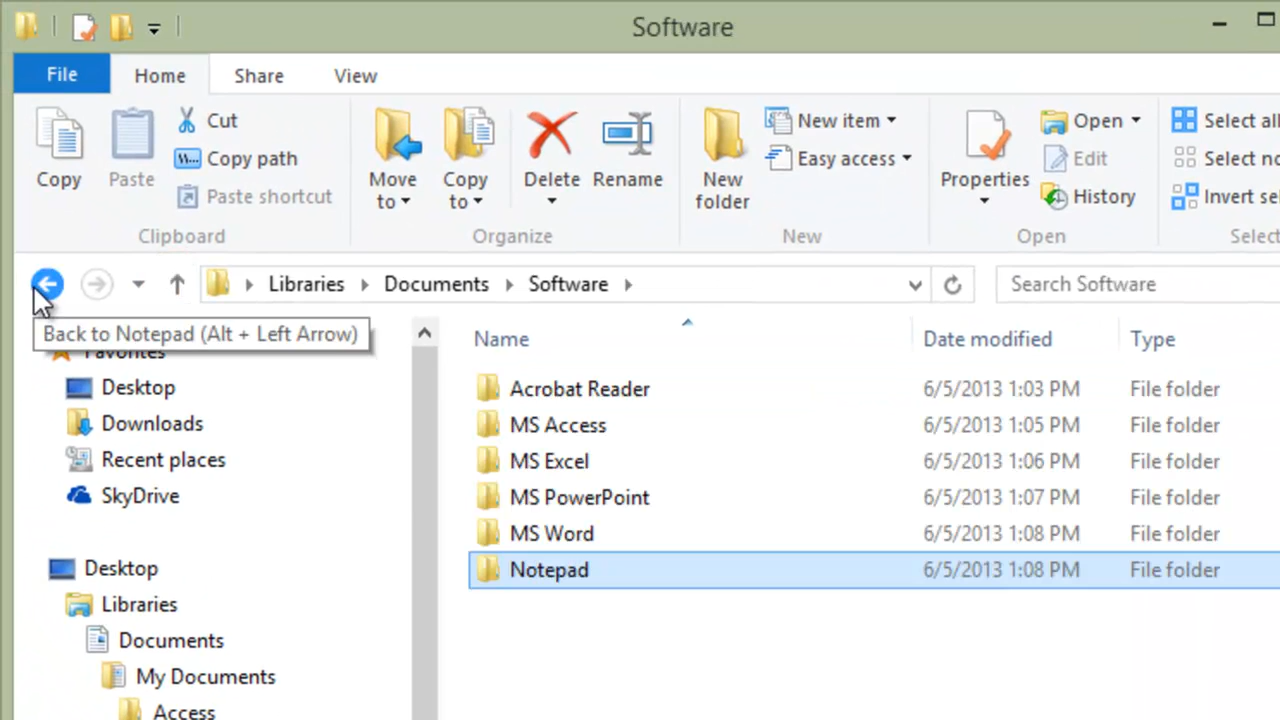 Software
File Home Share View
Copy
Paste
Cut
Copy path
Paste shortcut
Clipboard
Move to
Copy to
Delete
Rename
Organize
New folder
New item
Easy access
New
Properties
Open
Edit
History
Open
Select all
Select no
Invert sel
Select
Libraries Documents Software
Search Software
Back to Notepad (Alt + Left Arrow)
Favorites
Desktop
Downloads
Recent places
SkyDrive
Desktop
Libraries
Documents
My Documents
Access
Name Date modified Type
Acrobat Reader 6/5/2013 1:03 PM File folder
MS Access 6/5/2013 1:05 PM File folder
MS Excel 6/5/2013 1:06 PM File folder
MS PowerPoint 6/5/2013 1:07 PM File folder
MS Word 6/5/2013 1:08 PM File folder
Notepad 6/5/2013 1:08 PM File folder